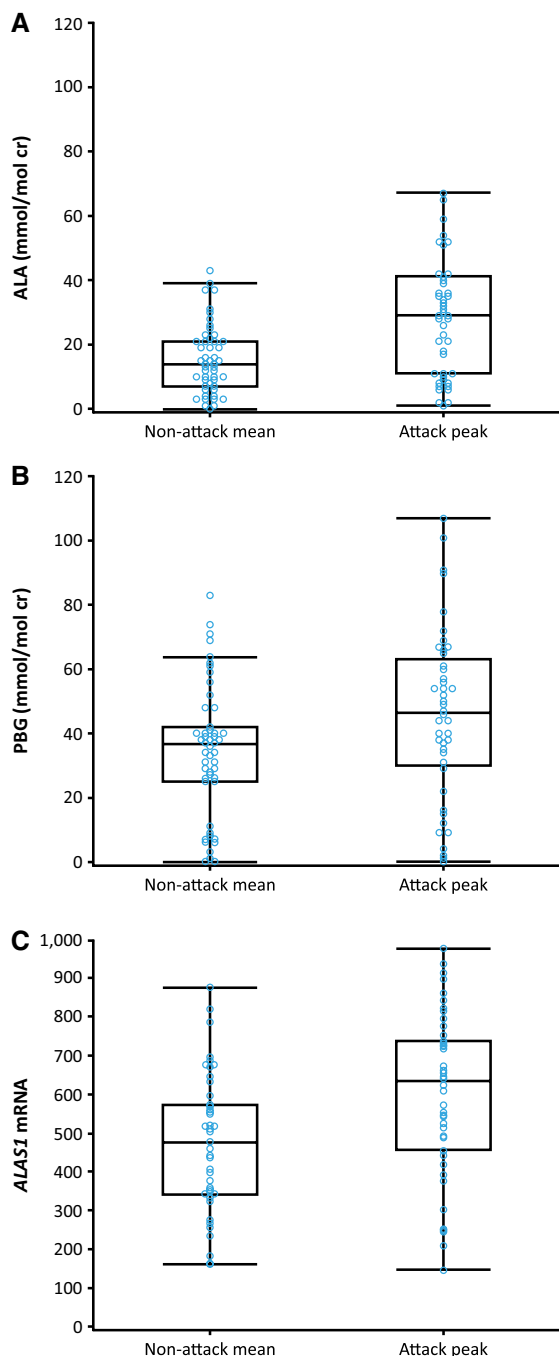 A
ALA (mmol/mol cr)
120
100
80
60
40
20
0
Non-attack mean
Attack peak
B
PBG (mmol/mol cr)
120
100
80
60
40
20
0
Non-attack mean
Attack peak
C
ALAS1 mRNA
1,000
900
800
700
600
500
400
300
200
100
0
Non-attack mean
Attack peak